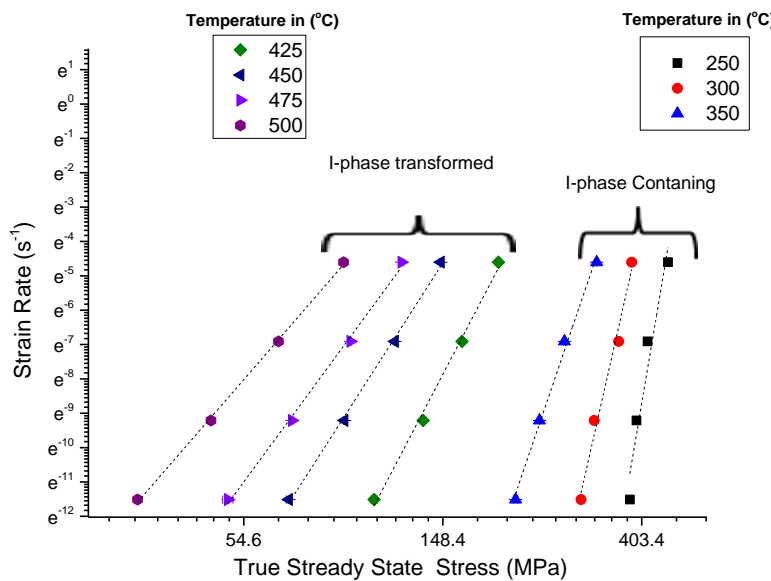 Temperature in (°C)
425
450
475
500
Temperature in (°C)
250
300
350
I-phase transformed
I-phase Contaning
Strain Rate (s⁻¹)
e¹
e⁰
e⁻¹
e⁻²
e⁻³
e⁻⁴
e⁻⁵
e⁻⁶
e⁻⁷
e⁻⁸
e⁻⁹
e⁻¹⁰
e⁻¹¹
e⁻¹²
54.6 148.4 403.4
True Stready State Stress (MPa)